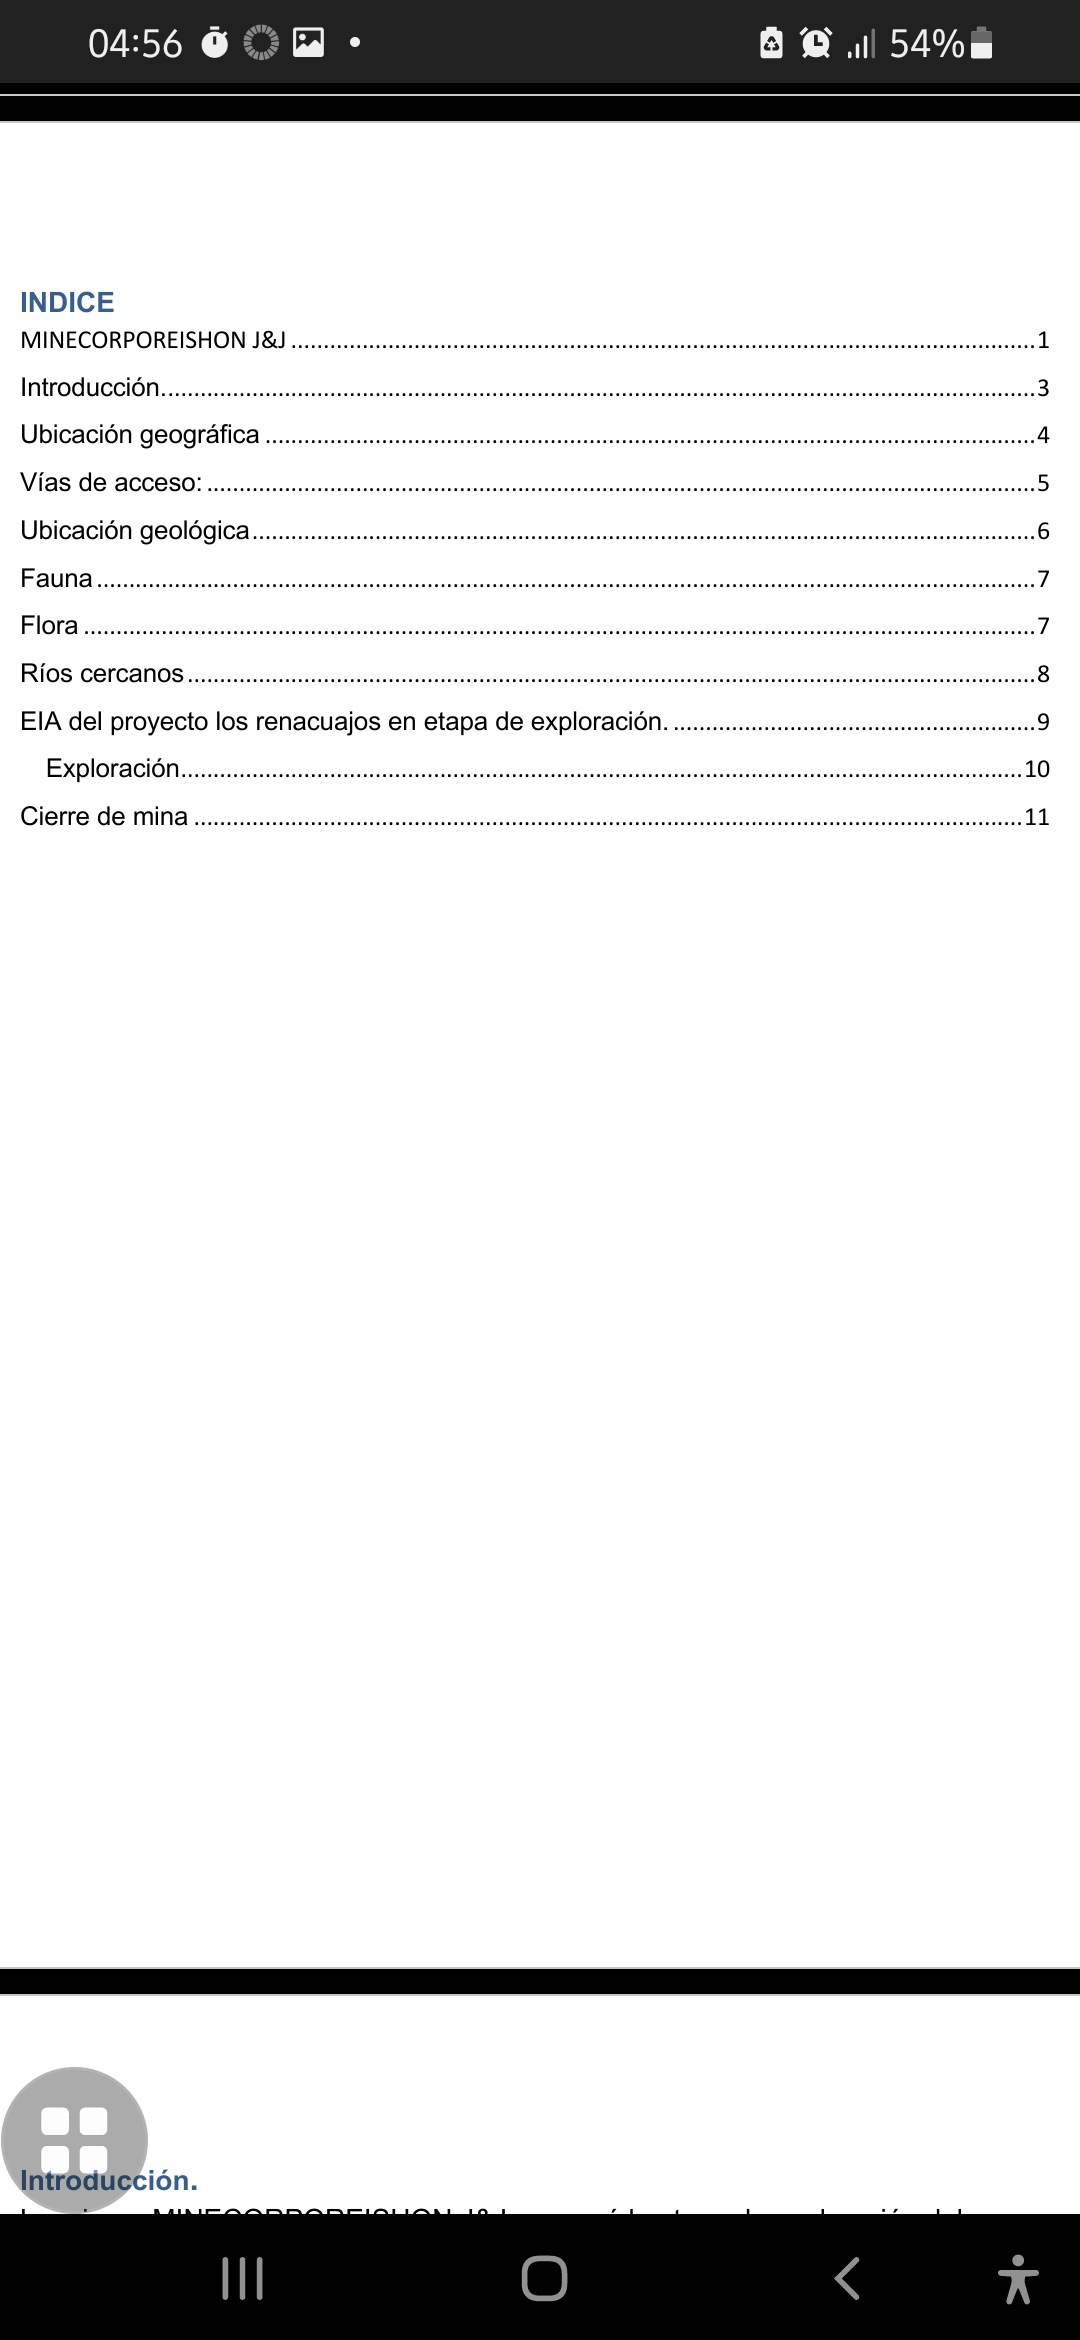 04:56
54%
INDICE
MINECORPOREISHON J&J ........ 1
Introducción ........ 3
Ubicación geográfica ........ 4
Vías de acceso: ........ 5
Ubicación geológica ........ 6
Fauna ........ 7
Flora ........ 7
Ríos cercanos ........ 8
EIA del proyecto los renacuajos en etapa de exploración. ........ 9
Exploración ........ 10
Cierre de mina ........ 11
Introducción.
MINECORPOREISHON J&J